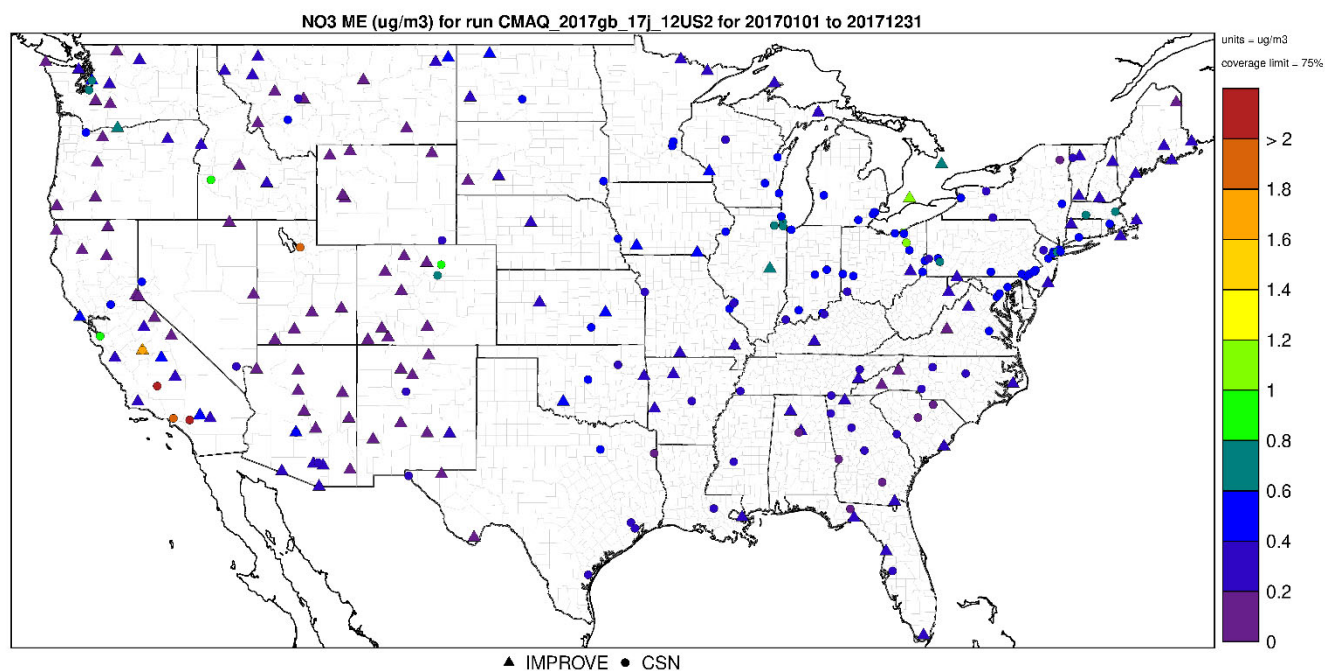 NO3 ME (ug/m3) for run CMAQ_2017gb_17j_12US2 for 20170101 to 20171231
units = ug/m3
coverage limit = 75%
> 2
1.8
1.6
1.4
1.2
1
0.8
0.6
0.4
0.2
0
▲ IMPROVE ● CSN